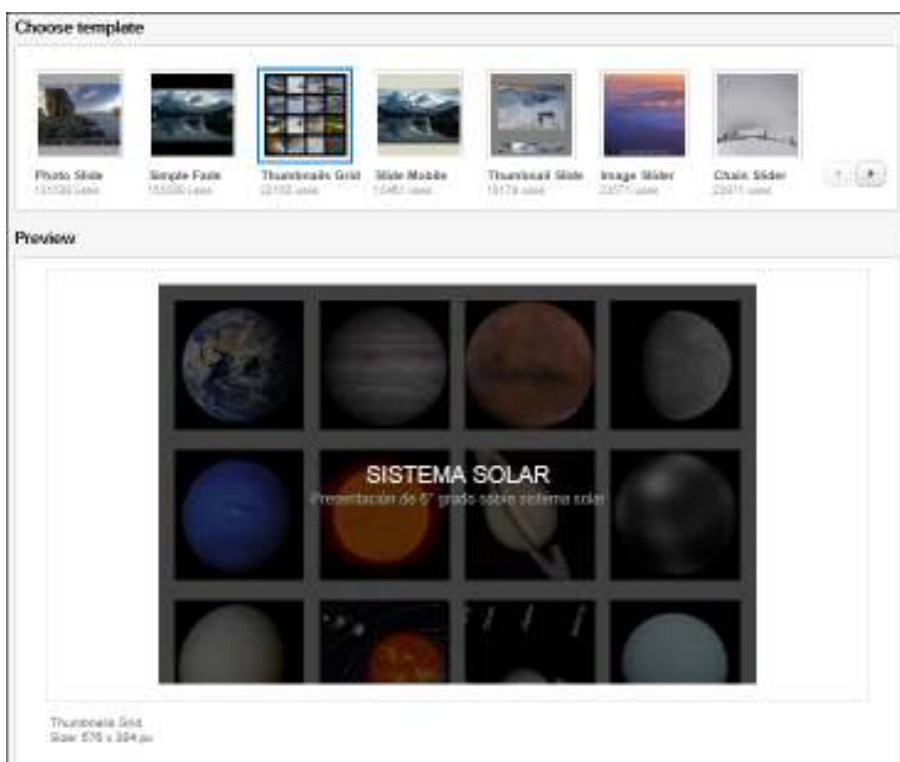 Choose template
Photo Slide
Simple Fade
Thumbnails Grid
Slide Mobile
Thumbnail Slide
Image Slider
Chain Slider
Preview
SISTEMA SOLAR
Presentación de 6° grado sobre sistema solar
Thumbnails Grid
Size: